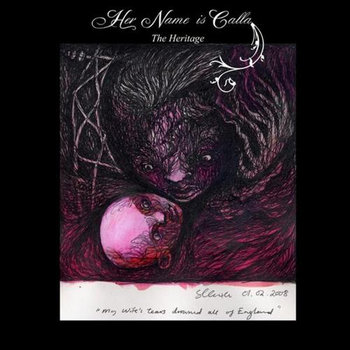 Her Name is Calla
The Heritage
01.02.2008
"my wife's tears drowned all of England"